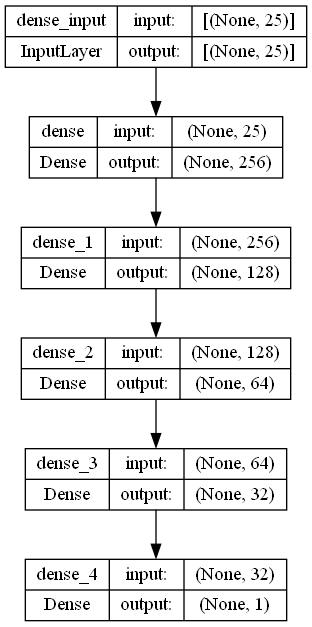 dense_input input: [(None, 25)]
InputLayer output: [(None, 25)]
dense input: (None, 25)
Dense output: (None, 256)
dense_1 input: (None, 256)
Dense output: (None, 128)
dense_2 input: (None, 128)
Dense output: (None, 64)
dense_3 input: (None, 64)
Dense output: (None, 32)
dense_4 input: (None, 32)
Dense output: (None, 1)